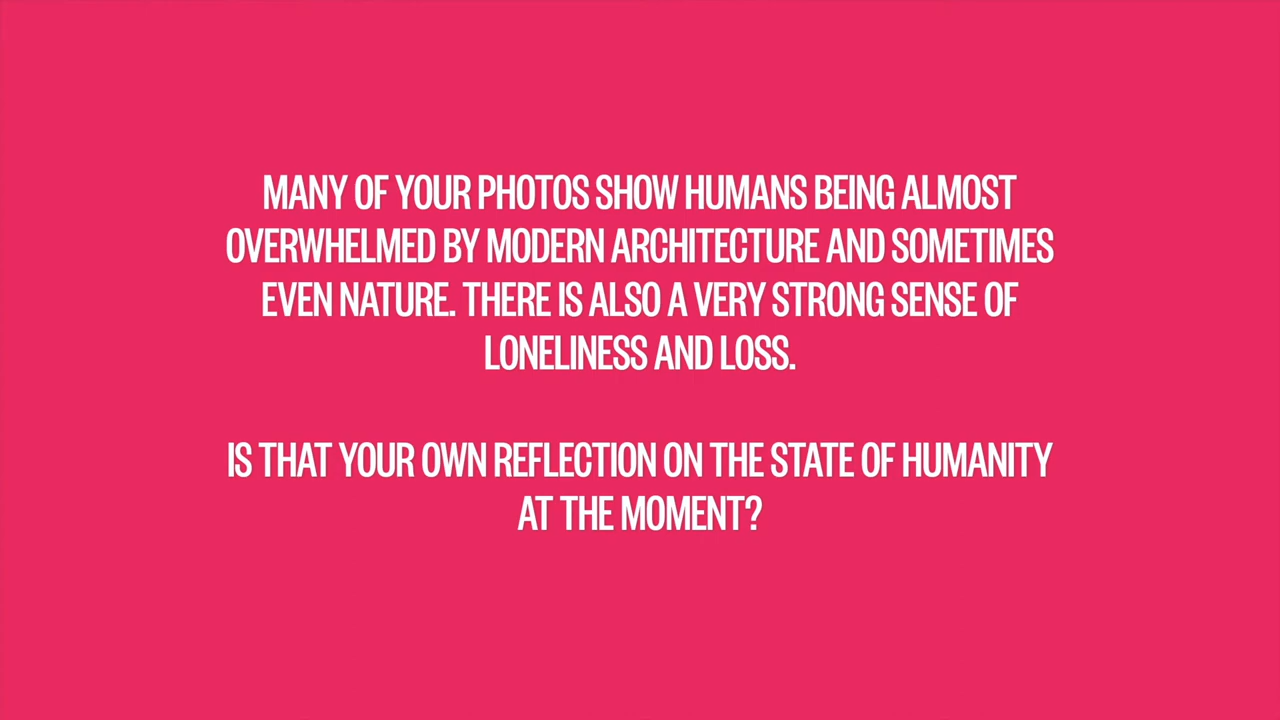 MANY OF YOUR PHOTOS SHOW HUMANS BEING ALMOST
OVERWHELMED BY MODERN ARCHITECTURE AND SOMETIMES
EVEN NATURE. THERE IS ALSO A VERY STRONG SENSE OF
LONELINESS AND LOSS.
IS THAT YOUR OWN REFLECTION ON THE STATE OF HUMANITY
AT THE MOMENT?